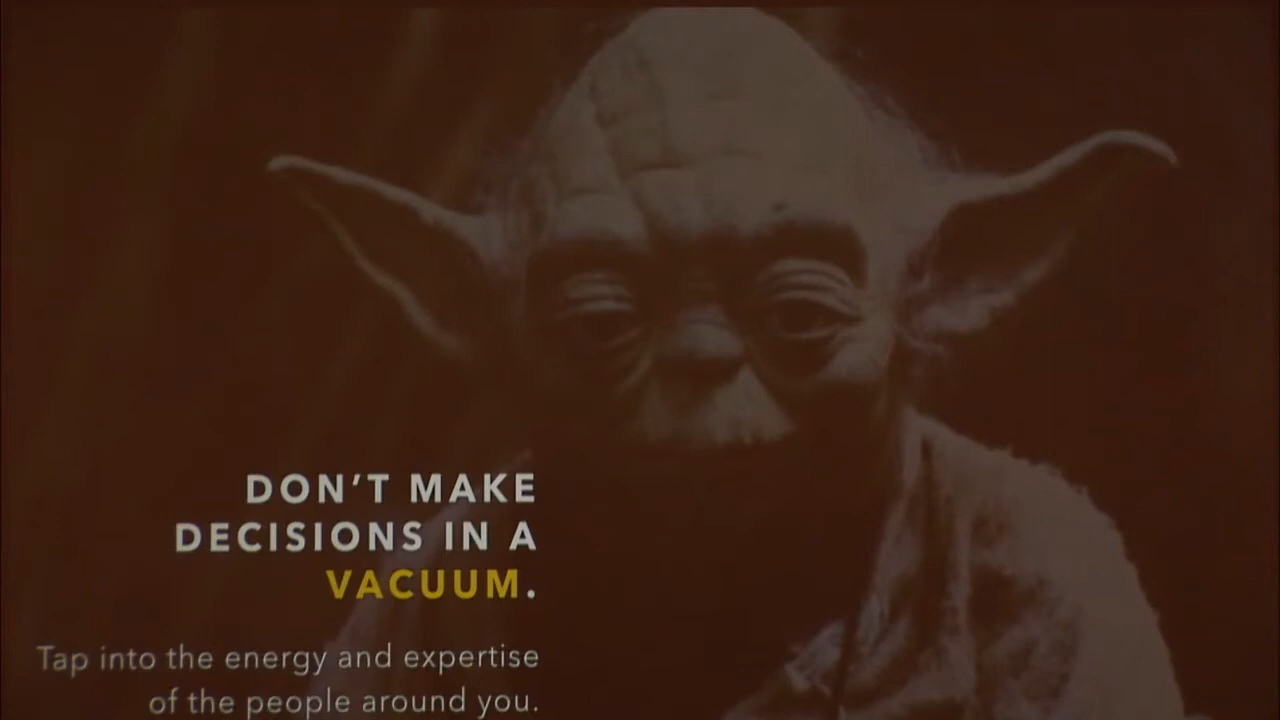 DON'T MAKE
DECISIONS IN A
VACUUM.
Tap into the energy and expertise
of the people around you.